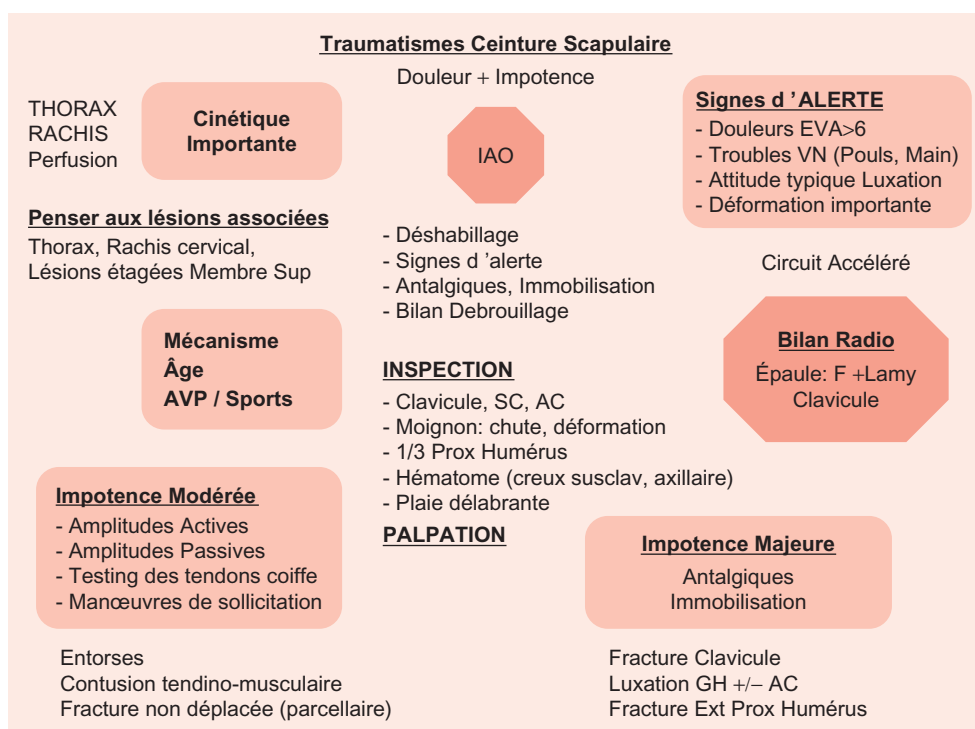 Traumatismes Ceinture Scapulaire
Douleur + Impotence
THORAX
RACHIS
Perfusion
Cinétique
Importante
IAO
Signes d ’ALERTE
- Douleurs EVA>6
- Troubles VN (Pouls, Main)
- Attitude typique Luxation
- Déformation importante
Penser aux lésions associées
Thorax, Rachis cervical,
Lésions étagées Membre Sup
- Déshabillage
- Signes d ’alerte
- Antalgiques, Immobilisation
- Bilan Debrouillage
Circuit Accéléré
Mécanisme
Âge
AVP / Sports
Bilan Radio
Épaule: F +Lamy
Clavicule
INSPECTION
- Clavicule, SC, AC
- Moignon: chute, déformation
- 1/3 Prox Humérus
- Hématome (creux susclav, axillaire)
- Plaie délabrante
PALPATION
Impotence Modérée
- Amplitudes Actives
- Amplitudes Passives
- Testing des tendons coiffe
- Manœuvres de sollicitation
Impotence Majeure
Antalgiques
Immobilisation
Entorses
Contusion tendino-musculaire
Fracture non déplacée (parcellaire)
Fracture Clavicule
Luxation GH +/− AC
Fracture Ext Prox Humérus